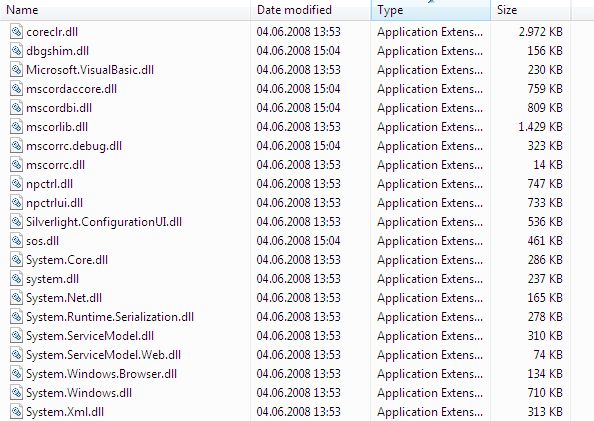 Name Date modified Type Size
coreclr.dll 04.06.2008 13:53 Application Extens... 2.972 KB
dbgshim.dll 04.06.2008 15:04 Application Extens... 156 KB
Microsoft.VisualBasic.dll 04.06.2008 13:53 Application Extens... 230 KB
mscordaccore.dll 04.06.2008 15:04 Application Extens... 759 KB
mscordbi.dll 04.06.2008 15:04 Application Extens... 809 KB
mscorlib.dll 04.06.2008 13:53 Application Extens... 1.429 KB
mscorrc.debug.dll 04.06.2008 15:04 Application Extens... 323 KB
mscorrc.dll 04.06.2008 13:53 Application Extens... 14 KB
npctrl.dll 04.06.2008 13:53 Application Extens... 747 KB
npctrlui.dll 04.06.2008 13:53 Application Extens... 733 KB
Silverlight.ConfigurationUI.dll 04.06.2008 13:53 Application Extens... 536 KB
sos.dll 04.06.2008 15:04 Application Extens... 461 KB
System.Core.dll 04.06.2008 13:53 Application Extens... 286 KB
system.dll 04.06.2008 13:53 Application Extens... 237 KB
System.Net.dll 04.06.2008 13:53 Application Extens... 165 KB
System.Runtime.Serialization.dll 04.06.2008 13:53 Application Extens... 278 KB
System.ServiceModel.dll 04.06.2008 13:53 Application Extens... 310 KB
System.ServiceModel.Web.dll 04.06.2008 13:53 Application Extens... 74 KB
System.Windows.Browser.dll 04.06.2008 13:53 Application Extens... 134 KB
System.Windows.dll 04.06.2008 13:53 Application Extens... 710 KB
System.Xml.dll 04.06.2008 13:53 Application Extens... 313 KB